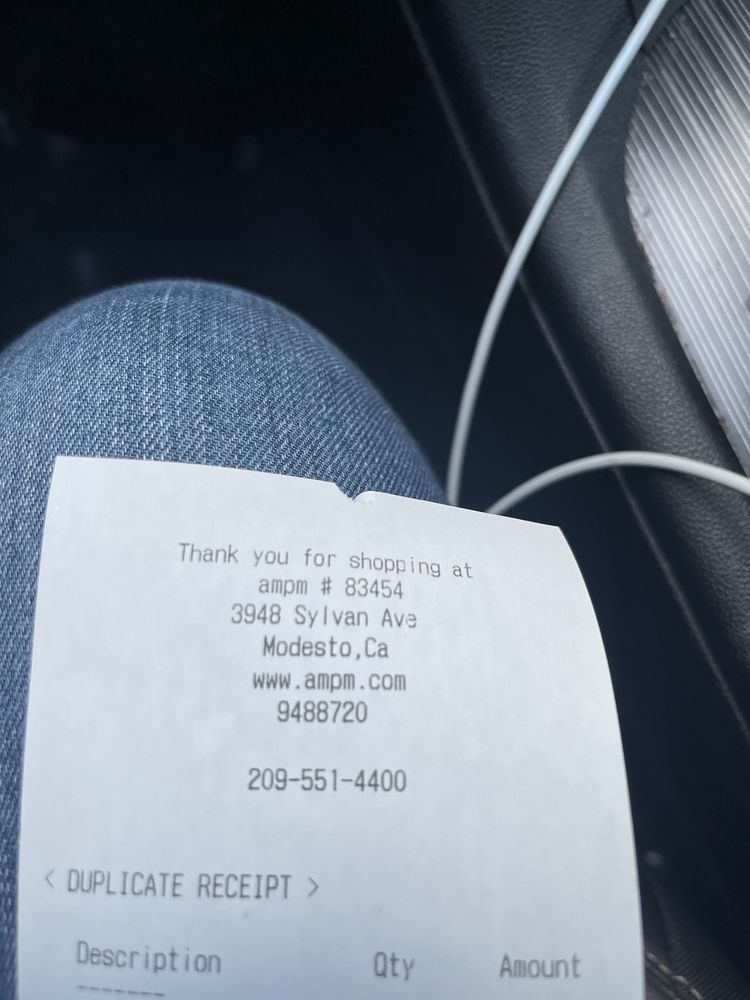 Thank you for shopping at
ampm # 83454
3948 Sylvan Ave
Modesto,Ca
www.ampm.com
9488720
209-551-4400
< DUPLICATE RECEIPT >
Description Qty Amount
-------